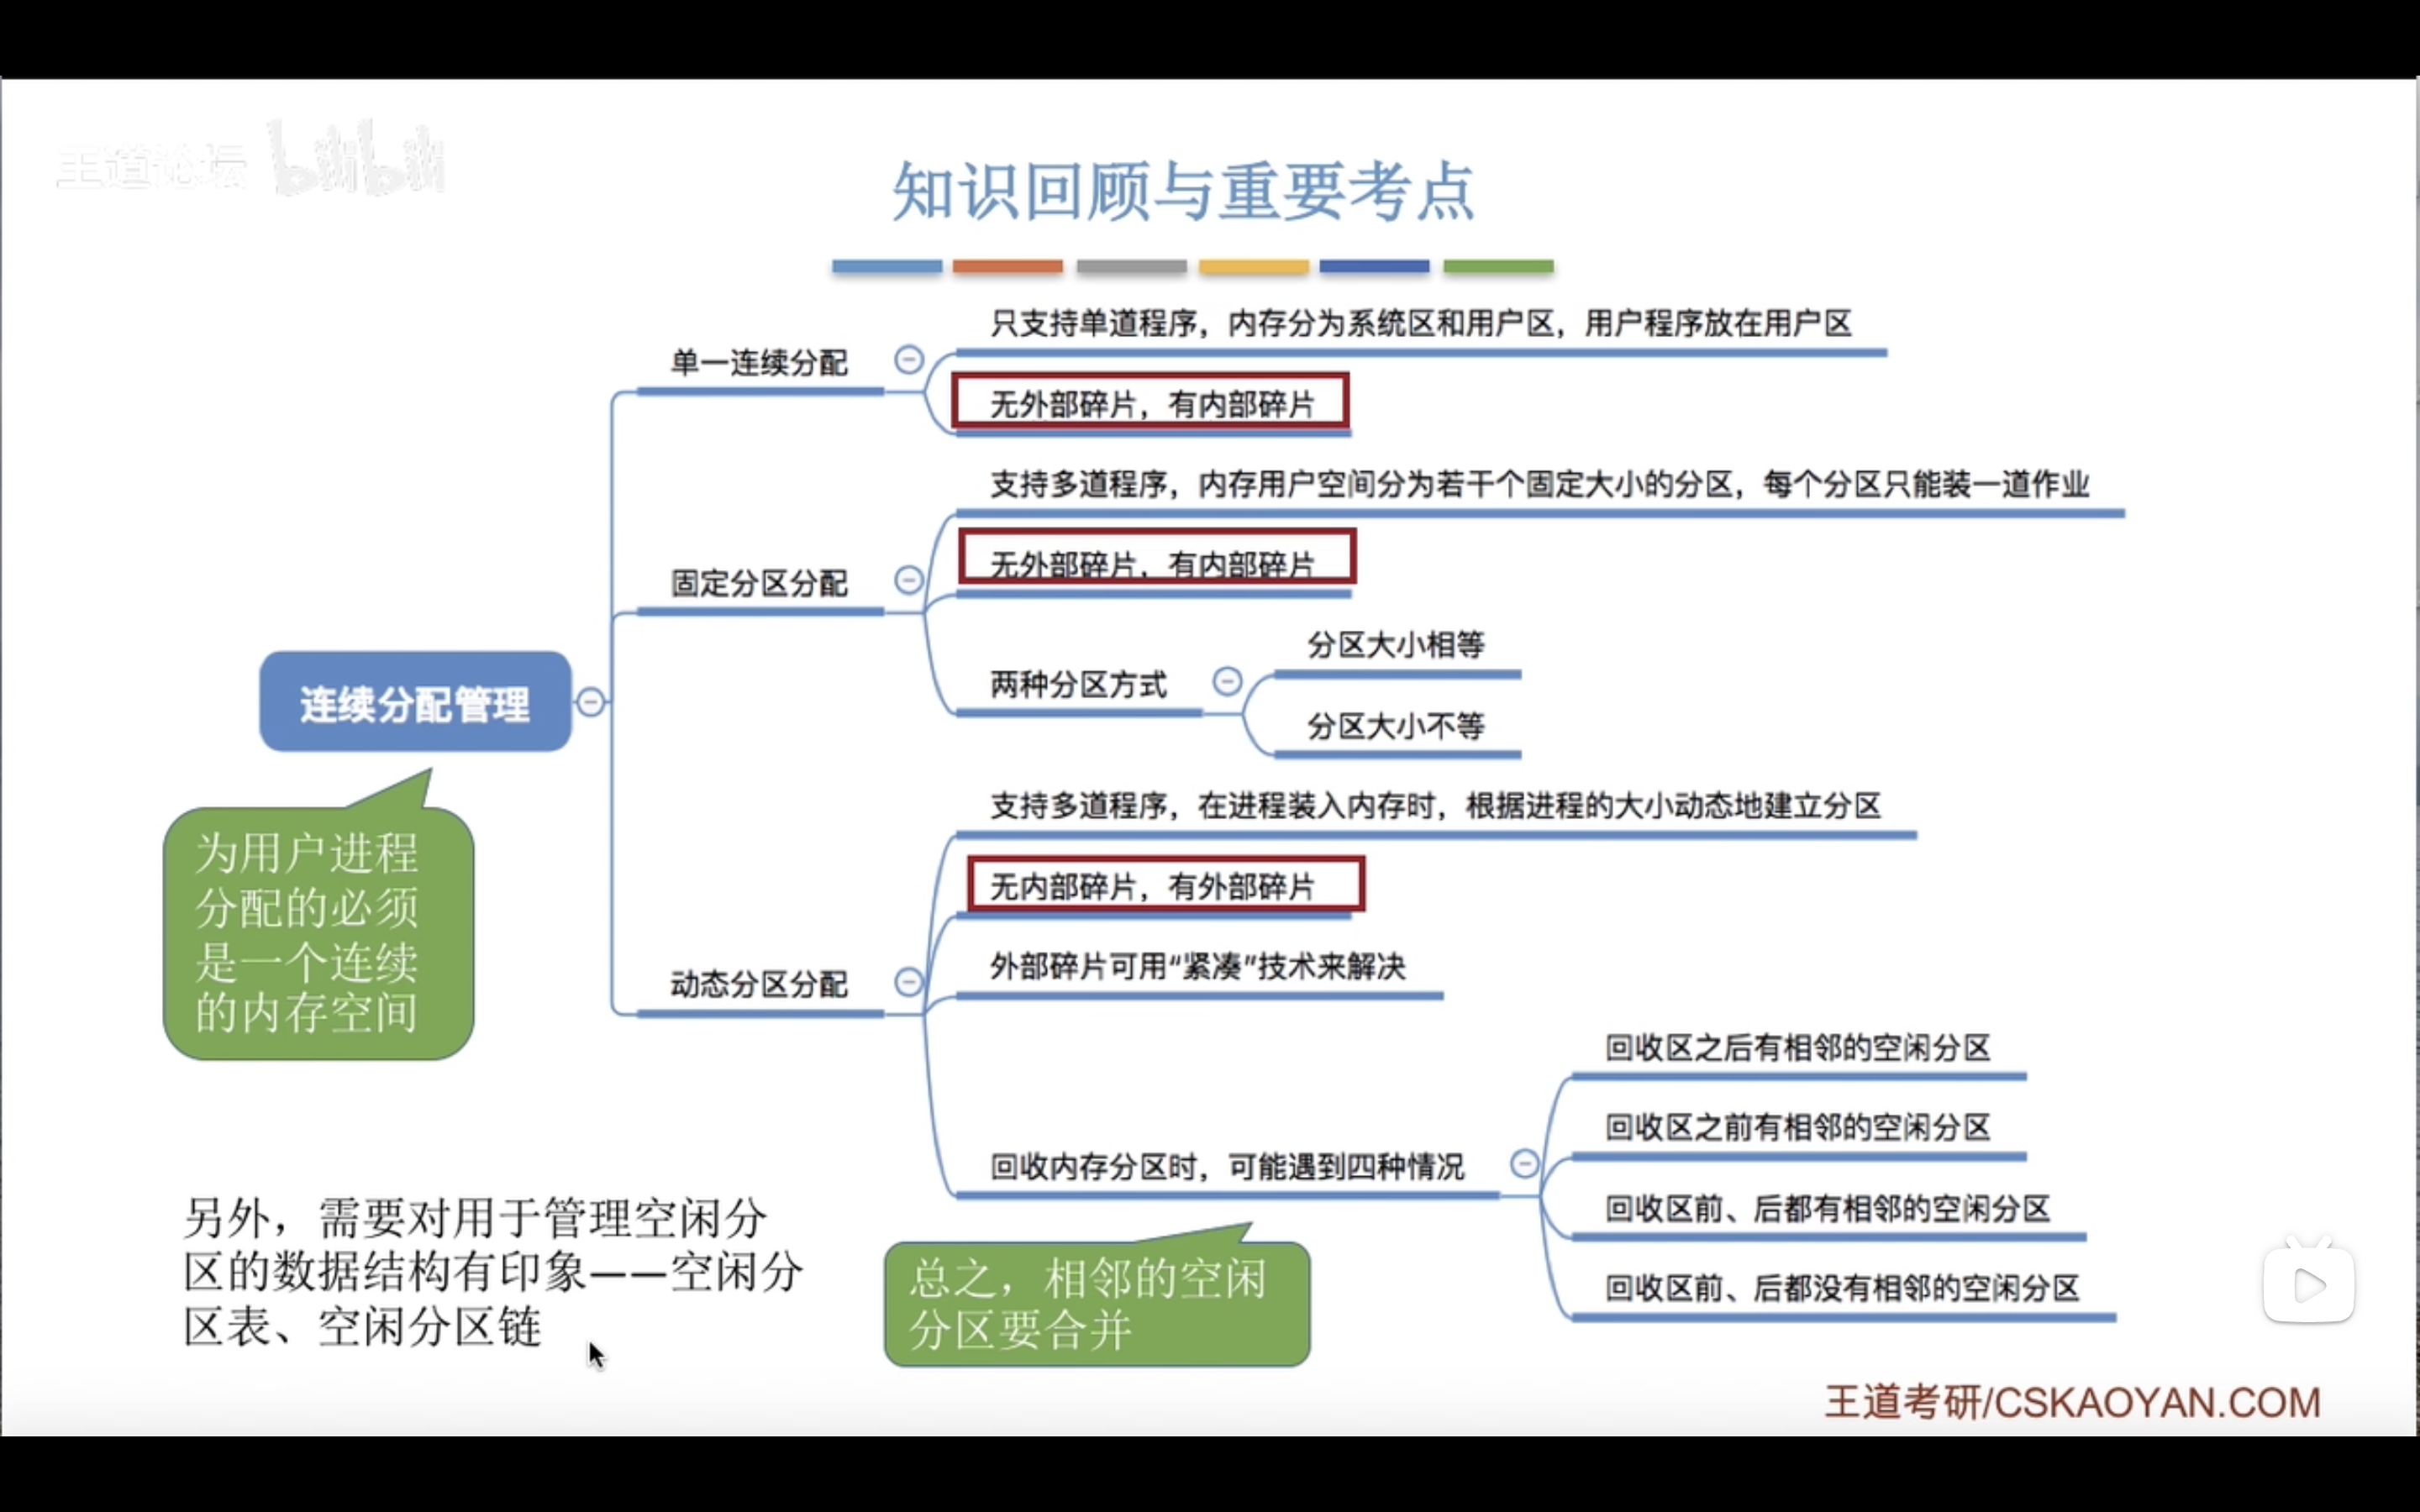 王道论坛 bilibili
知识回顾与重要考点
只支持单道程序，内存分为系统区和用户区，用户程序放在用户区
单一连续分配
无外部碎片，有内部碎片
支持多道程序，内存用户空间分为若干个固定大小的分区，每个分区只能装一道作业
无外部碎片，有内部碎片
固定分区分配
分区大小相等
两种分区方式
分区大小不等
连续分配管理
为用户进程
分配的必须
是一个连续
的内存空间
支持多道程序，在进程装入内存时，根据进程的大小动态地建立分区
无内部碎片，有外部碎片
外部碎片可用“紧凑”技术来解决
动态分区分配
回收区之后有相邻的空闲分区
回收区之前有相邻的空闲分区
回收内存分区时，可能遇到四种情况
回收区前、后都有相邻的空闲分区
回收区前、后都没有相邻的空闲分区
总之，相邻的空闲
分区要合并
另外，需要对用于管理空闲分
区的数据结构有印象——空闲分
区表、空闲分区链
王道考研/CSKAOYAN.COM